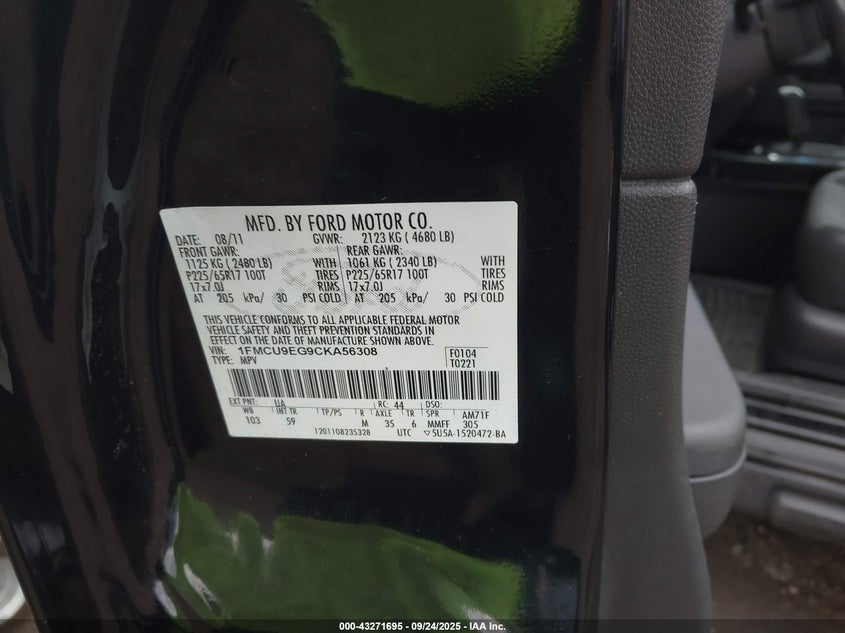 MFD. BY FORD MOTOR CO.
DATE: 08/11 GVWR: 2123 KG ( 4680 LB)
FRONT GAWR: REAR GAWR:
1125 KG ( 2480 LB) WITH 1061 KG ( 2340 LB) WITH
P225/65R17 100T TIRES P225/65R17 100T TIRES
17x7.0J RIMS 17x7.0J RIMS
AT 205 kPa/ 30 PSI COLD AT 205 kPa/ 30 PSI COLD
THIS VEHICLE CONFORMS TO ALL APPLICABLE FEDERAL MOTOR
VEHICLE SAFETY AND THEFT PREVENTION STANDARDS IN
EFFECT ON THE DATE OF MANUFACTURE SHOWN ABOVE.
VIN: 1FMCU9EG9CKA56308 F0104
TYPE: MPV T0221
EXT PNT: UA RC: 44 DSO:
WB INT TR TP/PS R AXLE TR SPR AM71F
103 59 M 35 6 MMFF 305
1201108235328 UTC ▽5U5A-1520472-BA
000-43271695 09/24/2025 IAA Inc.